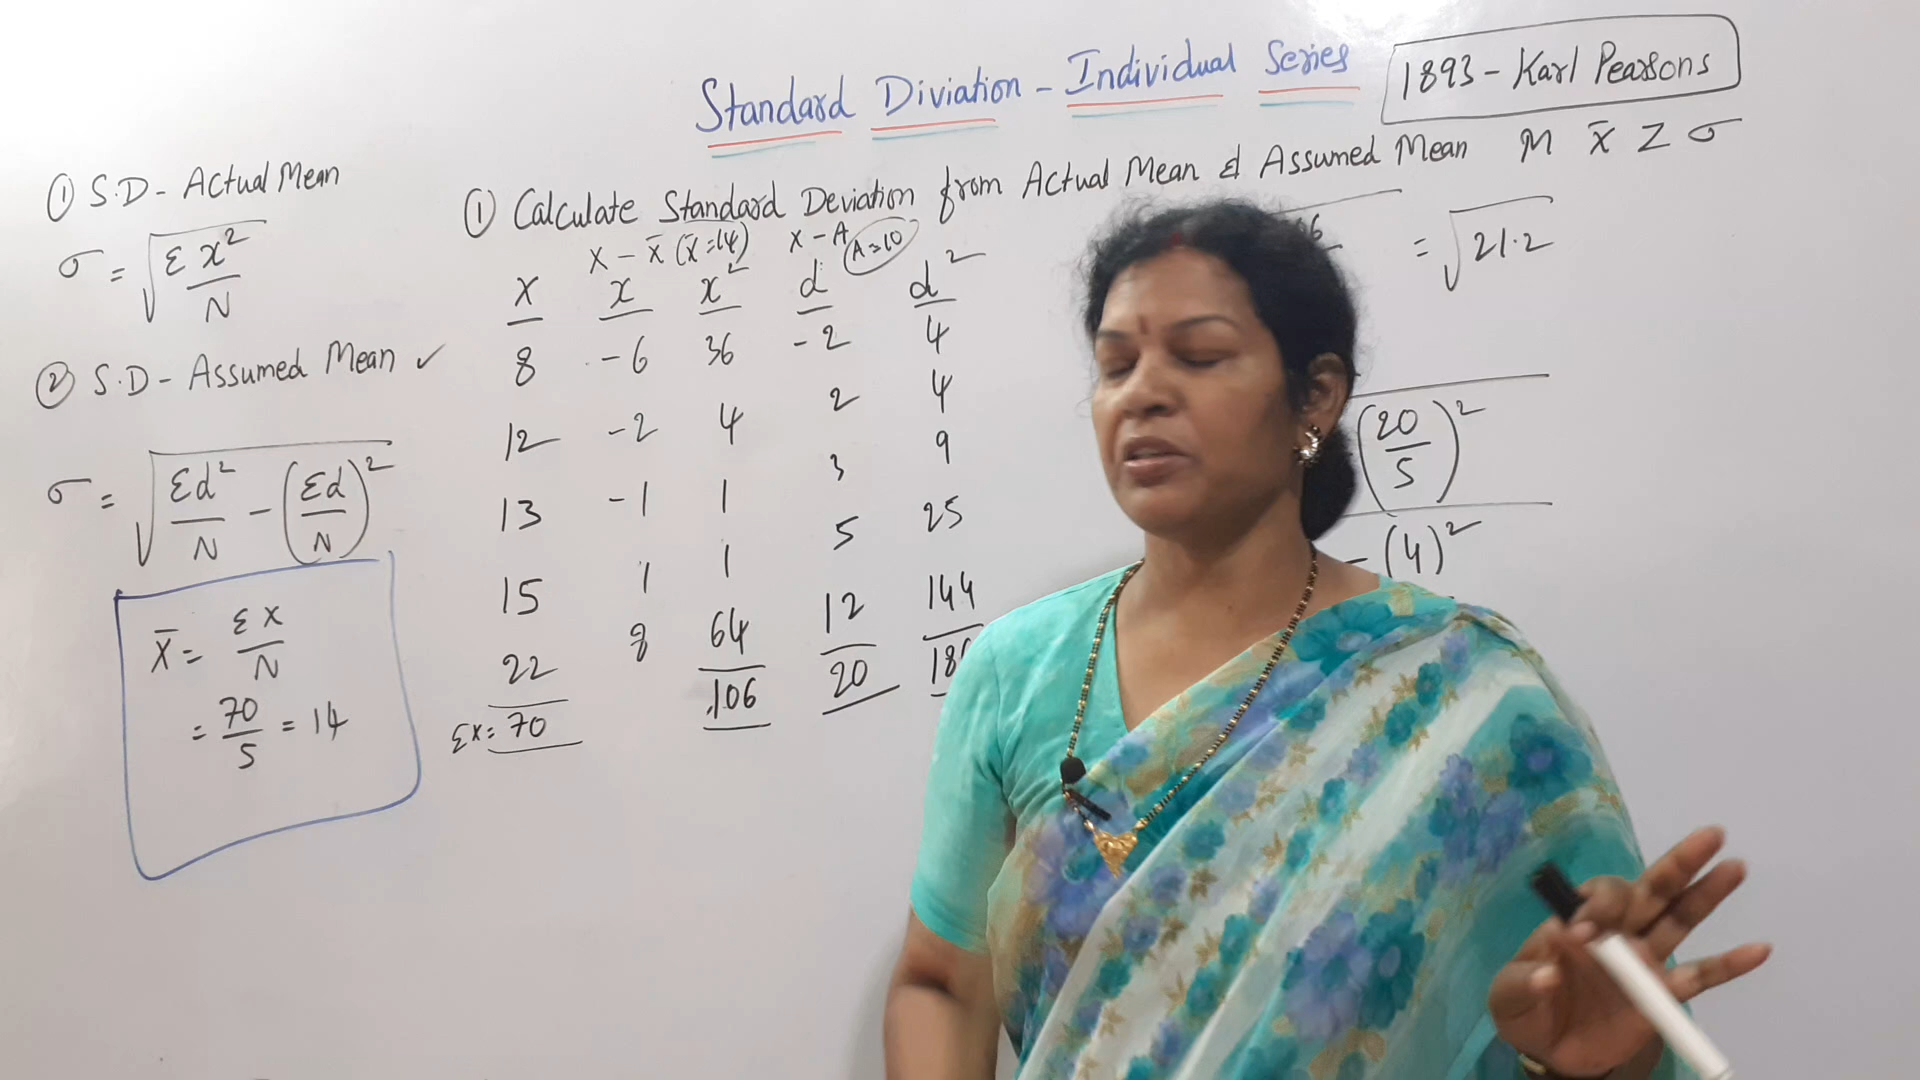 Standard Diviation - Individual Series
1893 - Karl Pearsons
M X̄ Z σ
① S.D - Actual Mean
σ = √(Σx²/N)
② S.D - Assumed Mean ✓
σ = √(Σd²/N - (Σd/N)²)
X̄ = ΣX/N
= 70/5 = 14
① Calculate Standard Deviation from Actual Mean & Assumed Mean
X - X̄ (X̄=14) X - A A=10
X x x² d d²
8 -6 36 -2 4
12 -2 4 2 4
13 -1 1 3 9
15 1 1 5 25
22 8 64 12 144
ΣX= 70 106 20
= √21.2
(20/5)²
- (4)²